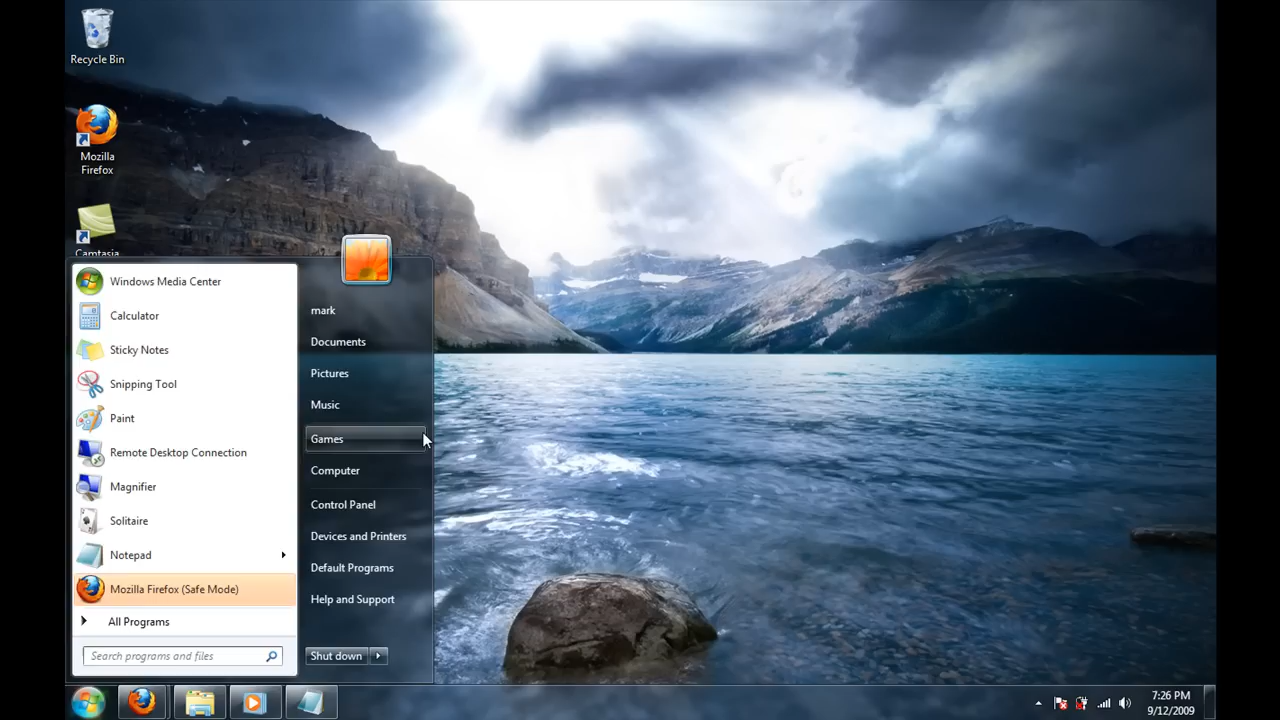 Recycle Bin
Mozilla
Firefox
Camtasia
Windows Media Center
Calculator
Sticky Notes
Snipping Tool
Paint
Remote Desktop Connection
Magnifier
Solitaire
Notepad
Mozilla Firefox (Safe Mode)
All Programs
Search programs and files
mark
Documents
Pictures
Music
Games
Computer
Control Panel
Devices and Printers
Default Programs
Help and Support
Shut down
7:26 PM
9/12/2009